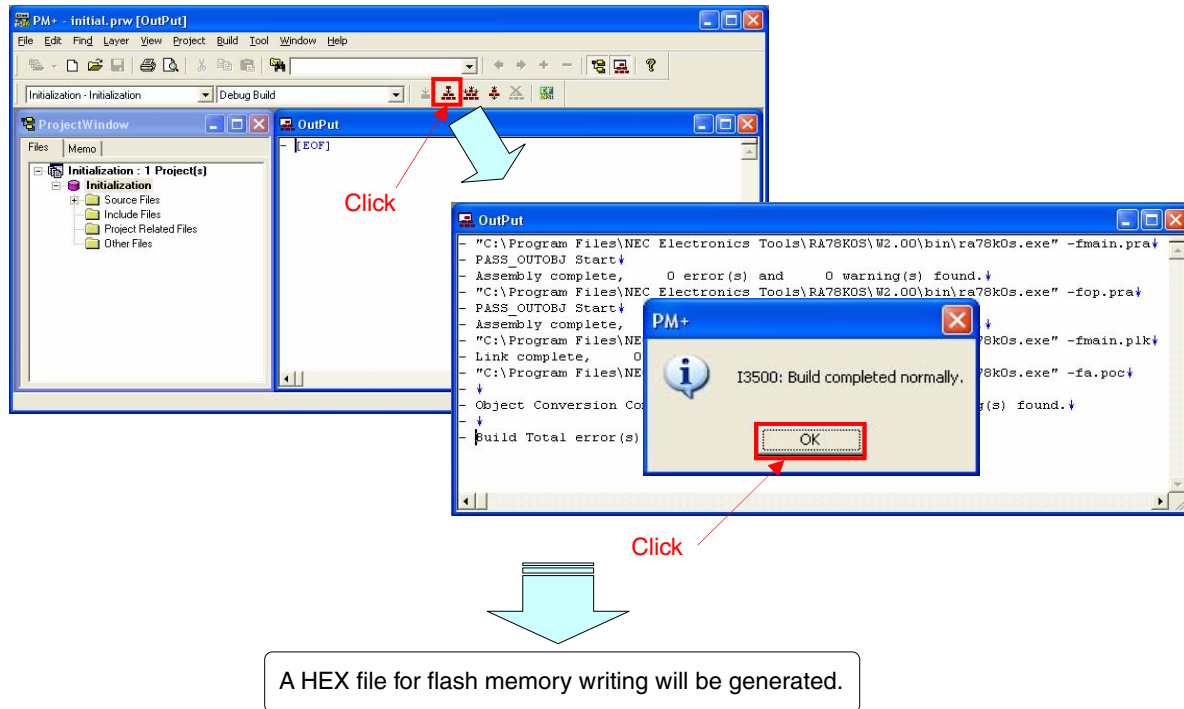 PM+ - initial.prw [OutPut]
File Edit Find Layer View Project Build Tool Window Help
Initialization - Initialization Debug Build
ProjectWindow
OutPut
Files Memo
- [EOF]
Initialization : 1 Project(s)
Initialization
Source Files
Include Files
Project Related Files
Other Files
Click
OutPut
- "C:\Program Files\NEC Electronics Tools\RA78K0S\W2.00\bin\ra78k0s.exe" -fmain.pra↓
- PASS_OUTOBJ Start↓
- Assembly complete, 0 error(s) and 0 warning(s) found.↓
- "C:\Program Files\NEC Electronics Tools\RA78K0S\W2.00\bin\ra78k0s.exe" -fop.pra↓
- PASS_OUTOBJ Start↓
- Assembly complete, .↓
- "C:\Program Files\NE 78k0s.exe" -fmain.plk↓
- Link complete, 0
- "C:\Program Files\NE 78k0s.exe" -fa.poc↓
- ↓
- Object Conversion Co g(s) found.↓
- ↓
- Build Total error(s)
PM+
I3500: Build completed normally.
OK
Click
A HEX file for flash memory writing will be generated.